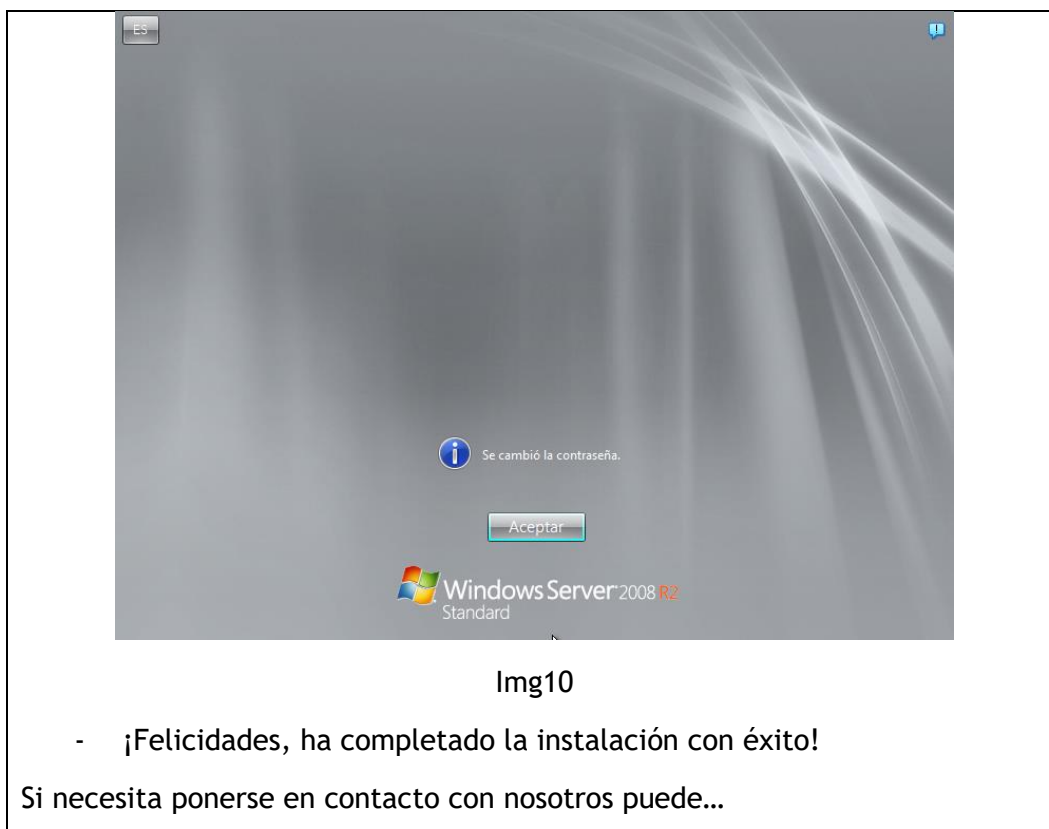 ES
Se cambió la contraseña.
Aceptar
Windows Server 2008 R2
Standard
Img10
- ¡Felicidades, ha completado la instalación con éxito!
Si necesita ponerse en contacto con nosotros puede…